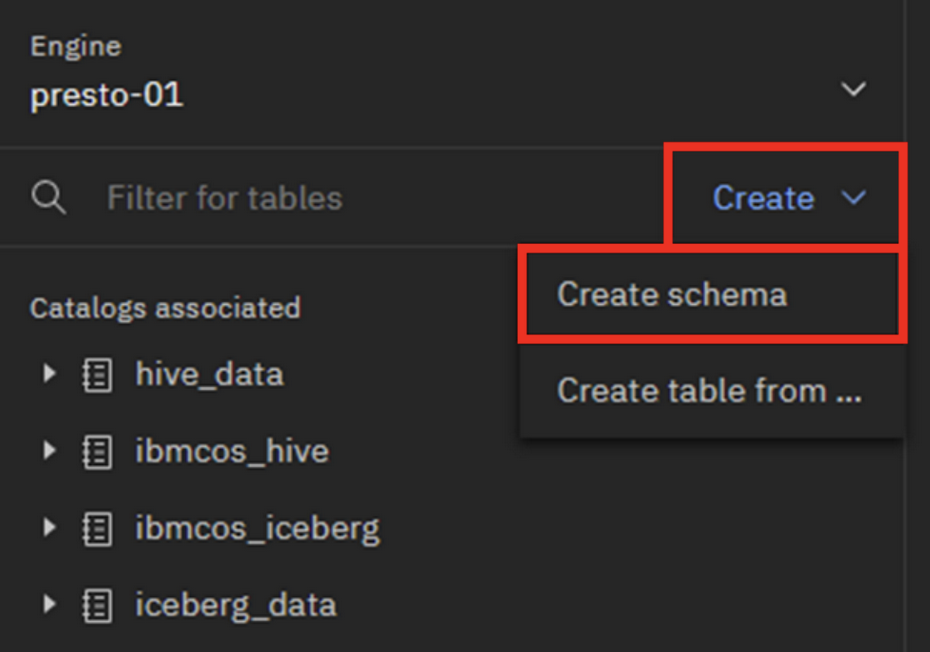 Engine
presto-01
Filter for tables
Create
Create schema
Catalogs associated
Create table from ...
hive_data
ibmcos_hive
ibmcos_iceberg
iceberg_data